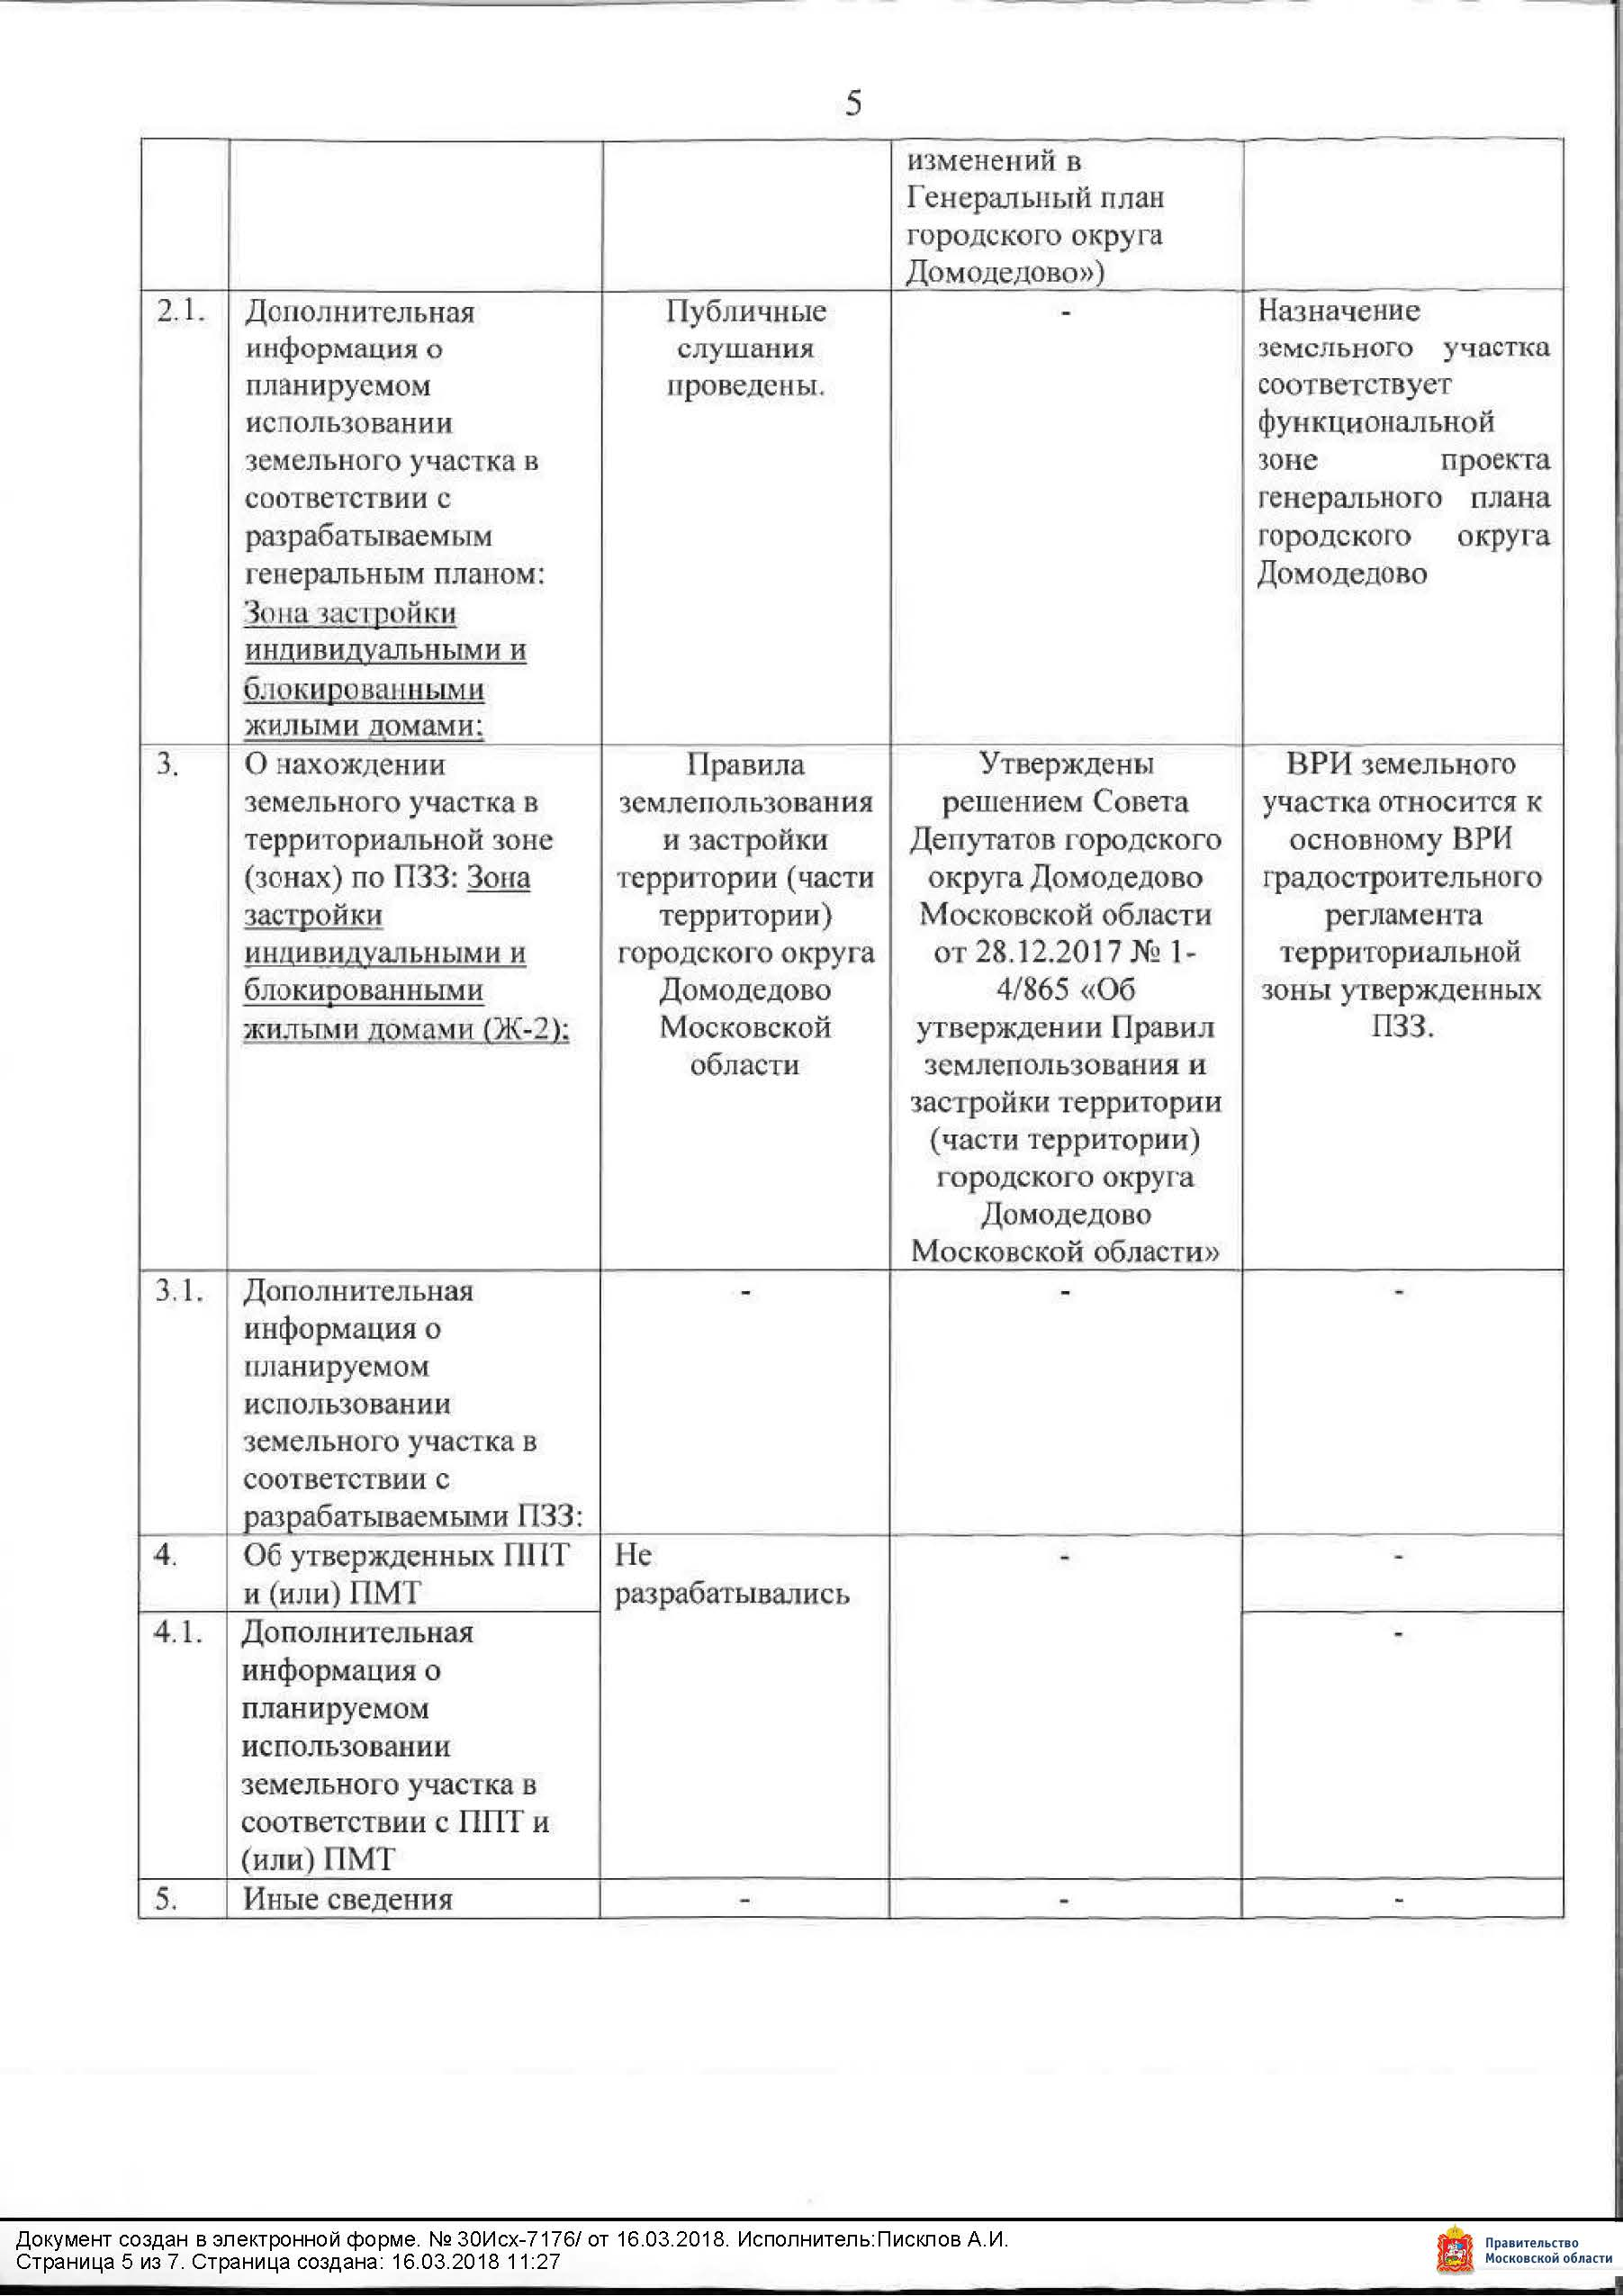 5
изменений в
Генеральный план
городского округа
Домодедово»)
2.1.
Дополнительная
информация о
планируемом
использовании
земельного участка в
соответствии с
разрабатываемым
генеральным планом:
Зона застройки
индивидуальными и
блокированными
жилыми домами;
Публичные
слушания
проведены.
-
Назначение
земельного участка
соответствует
функциональной
зоне проекта
генерального плана
городского округа
Домодедово
3.
О нахождении
земельного участка в
территориальной зоне
(зонах) по ПЗЗ: Зона
застройки
индивидуальными и
блокированными
жилыми домами (Ж-2);
Правила
землепользования
и застройки
территории (части
территории)
городского округа
Домодедово
Московской
области
Утверждены
решением Совета
Депутатов городского
округа Домодедово
Московской области
от 28.12.2017 № 1-
4/865 «Об
утверждении Правил
землепользования и
застройки территории
(части территории)
городского округа
Домодедово
Московской области»
ВРИ земельного
участка относится к
основному ВРИ
градостроительного
регламента
территориальной
зоны утвержденных
ПЗЗ.
3.1.
Дополнительная
информация о
планируемом
использовании
земельного участка в
соответствии с
разрабатываемыми ПЗЗ:
-
-
-
4.
Об утвержденных ППТ
и (или) ПМТ
Не
разрабатывались
-
-
4.1.
Дополнительная
информация о
планируемом
использовании
земельного участка в
соответствии с ППТ и
(или) ПМТ
-
5.
Иные сведения
-
-
-
Документ создан в электронной форме. № 30Исх-7176/ от 16.03.2018. Исполнитель:Писклов А.И.
Страница 5 из 7. Страница создана: 16.03.2018 11:27
Правительство
Московской области